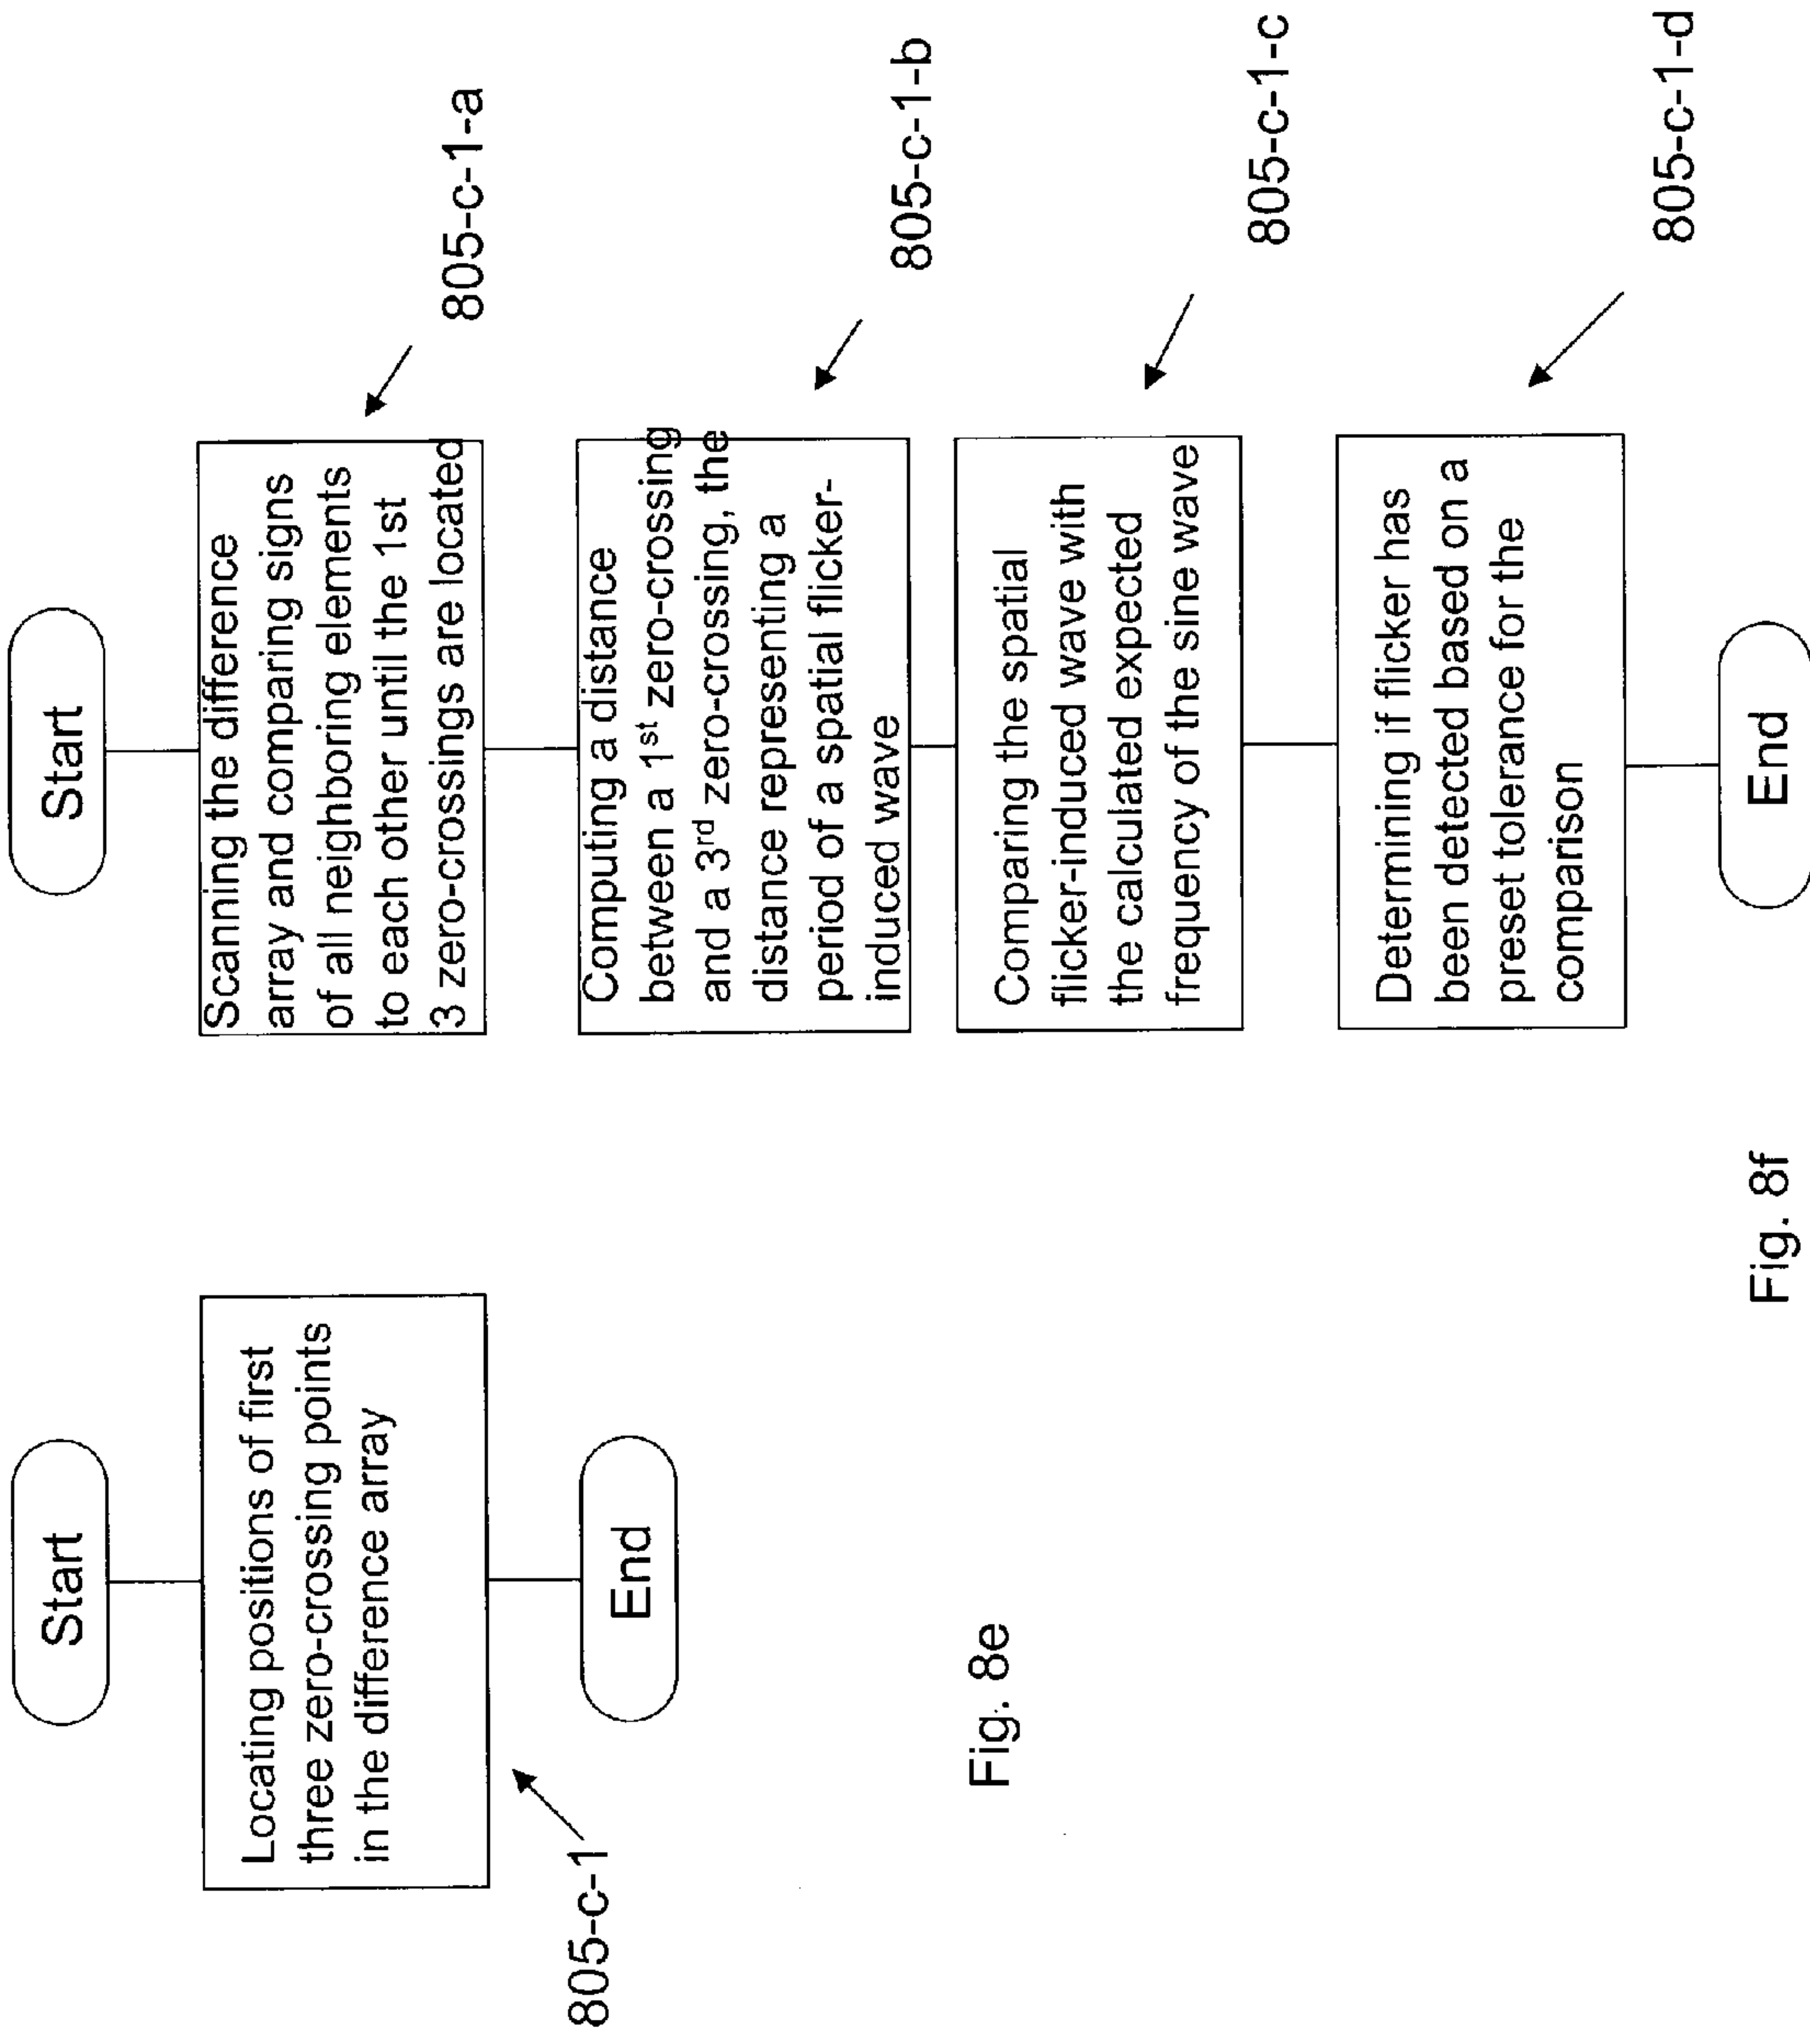 Start
Locating positions of first
three zero-crossing points
in the difference array
End
805-c-1
Fig. 8e
Start
Scanning the difference
array and comparing signs
of all neighboring elements
to each other until the 1st
3 zero-crossings are located
805-c-1-a
Computing a distance
between a 1st zero-crossing
and a 3rd zero-crossing, the
distance representing a
period of a spatial flicker-
induced wave
805-c-1-b
Comparing the spatial
flicker-induced wave with
the calculated expected
frequency of the sine wave
805-c-1-c
Determining if flicker has
been detected based on a
preset tolerance for the
comparison
805-c-1-d
End
Fig. 8f